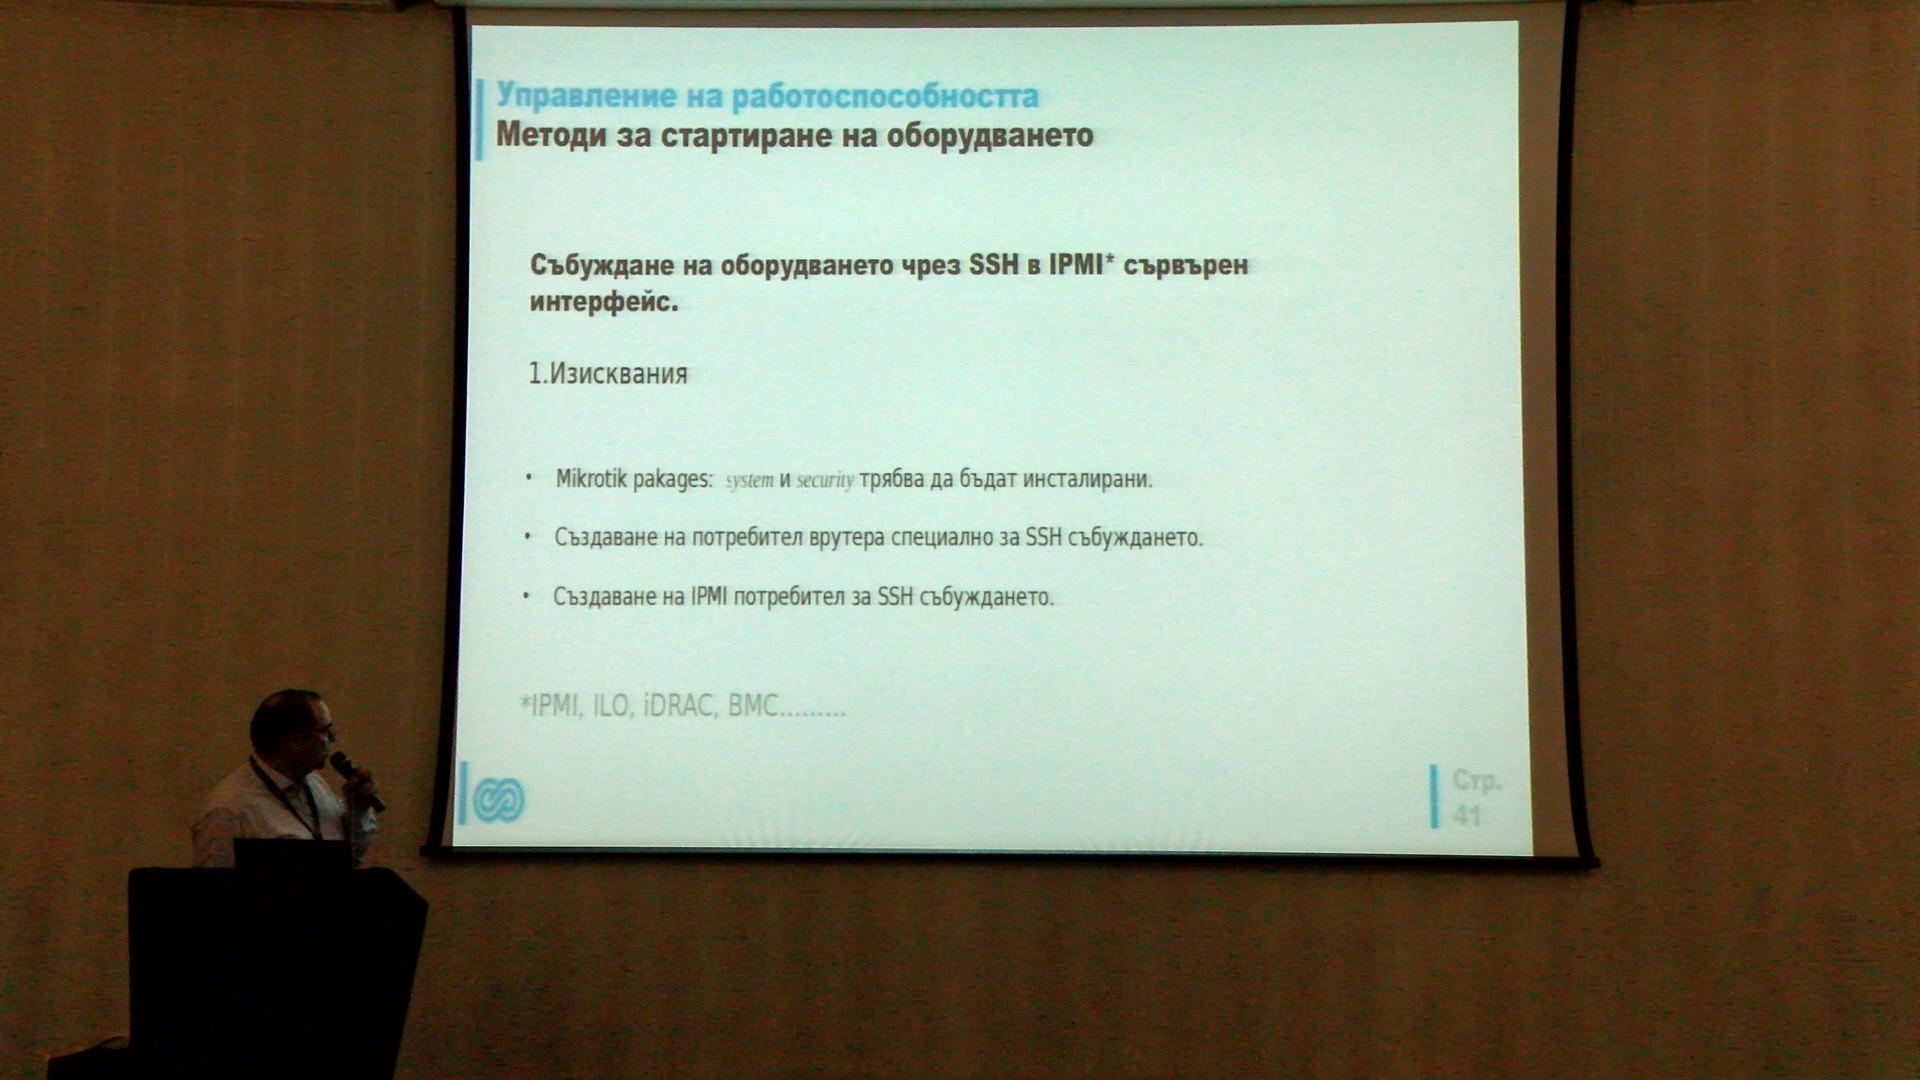 Управление на работоспособността
Методи за стартиране на оборудването
Събуждане на оборудването чрез SSH в IPMI* сървърен
интерфейс.
1.Изисквания
• Mikrotik pakages: system и security трябва да бъдат инсталирани.
• Създаване на потребител врутера специално за SSH събуждането.
• Създаване на IPMI потребител за SSH събуждането.
*IPMI, ILO, iDRAC, BMC.........
Стр.
41